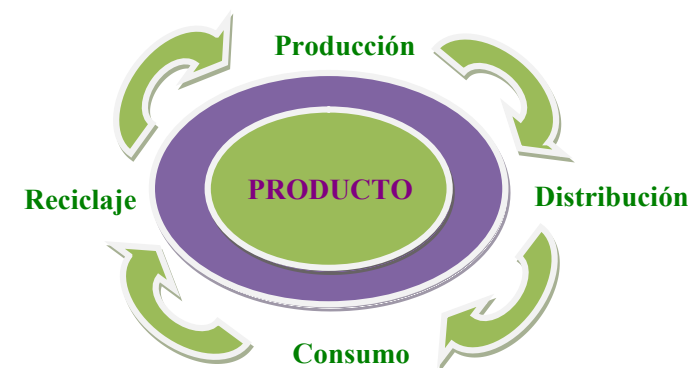 Producción
PRODUCTO
Reciclaje
Distribución
Consumo